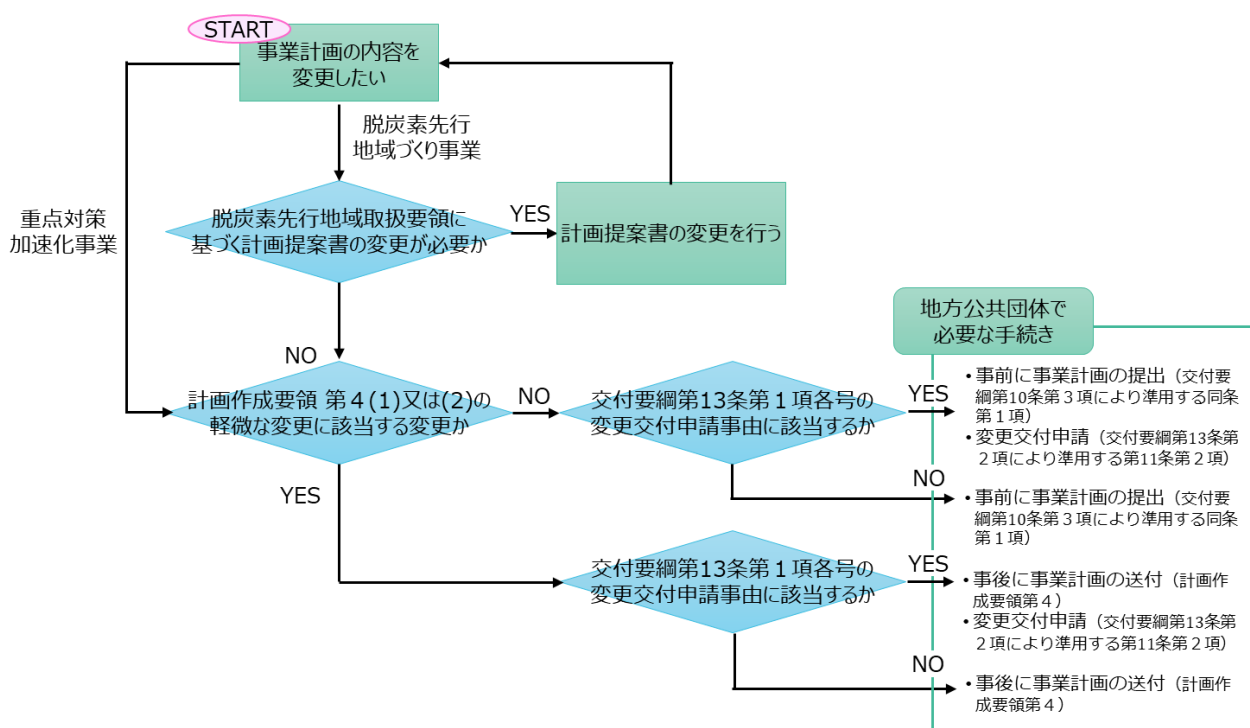 START
事業計画の内容を
変更したい
脱炭素先行
地域づくり事業
重点対策
加速化事業
脱炭素先行地域取扱要領に
基づく計画提案書の変更が必要か
YES
計画提案書の変更を行う
NO
地方公共団体で
必要な手続き
計画作成要領 第４(1)又は(2)の
軽微な変更に該当する変更か
NO
交付要綱第13条第１項各号の
変更交付申請事由に該当するか
YES
・事前に事業計画の提出（交付要
綱第10条第３項により準用する同条
第１項）
・変更交付申請（交付要綱第13条第
２項により準用する第11条第２項）
NO
・事前に事業計画の提出（交付要
綱第10条第３項により準用する同条
第１項）
YES
交付要綱第13条第１項各号の
変更交付申請事由に該当するか
YES
・事後に事業計画の送付（計画作
成要領第４）
・変更交付申請（交付要綱第13条第
２項により準用する第11条第２項）
NO
・事後に事業計画の送付（計画作
成要領第４）